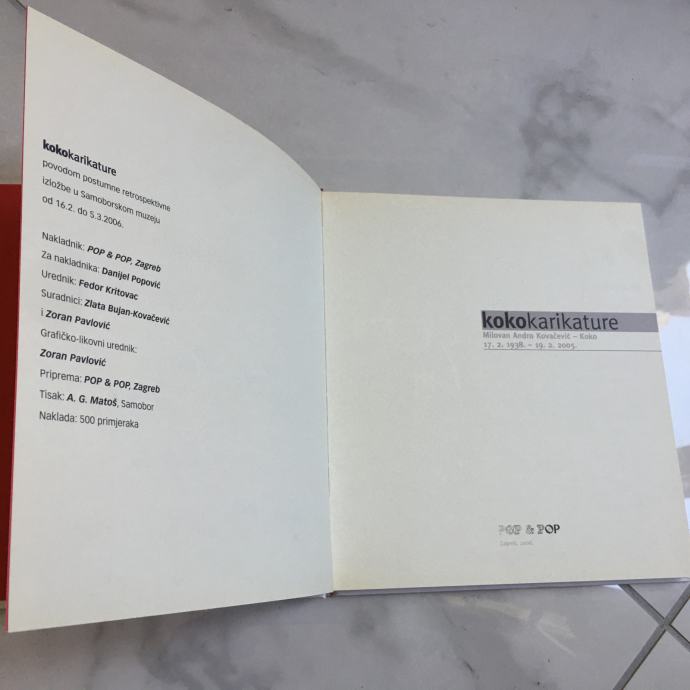 kokokarikature
povodom postumne retrospektivne
izložbe u Samoborskom muzeju
od 16.2. do 5.3.2006.
Nakladnik: POP & POP, Zagreb
Za nakladnika: Danijel Popović
Urednik: Fedor Kritovac
Suradnici: Zlata Bujan-Kovačević
i Zoran Pavlović
Grafičko-likovni urednik:
Zoran Pavlović
Priprema: POP & POP, Zagreb
Tisak: A. G. Matoš, Samobor
Naklada: 500 primjeraka
kokokarikature
Milovan Andra Kovačević – Koko
17. 2. 1938. – 19. 2. 2005.
POP & POP
Zagreb, 2006.